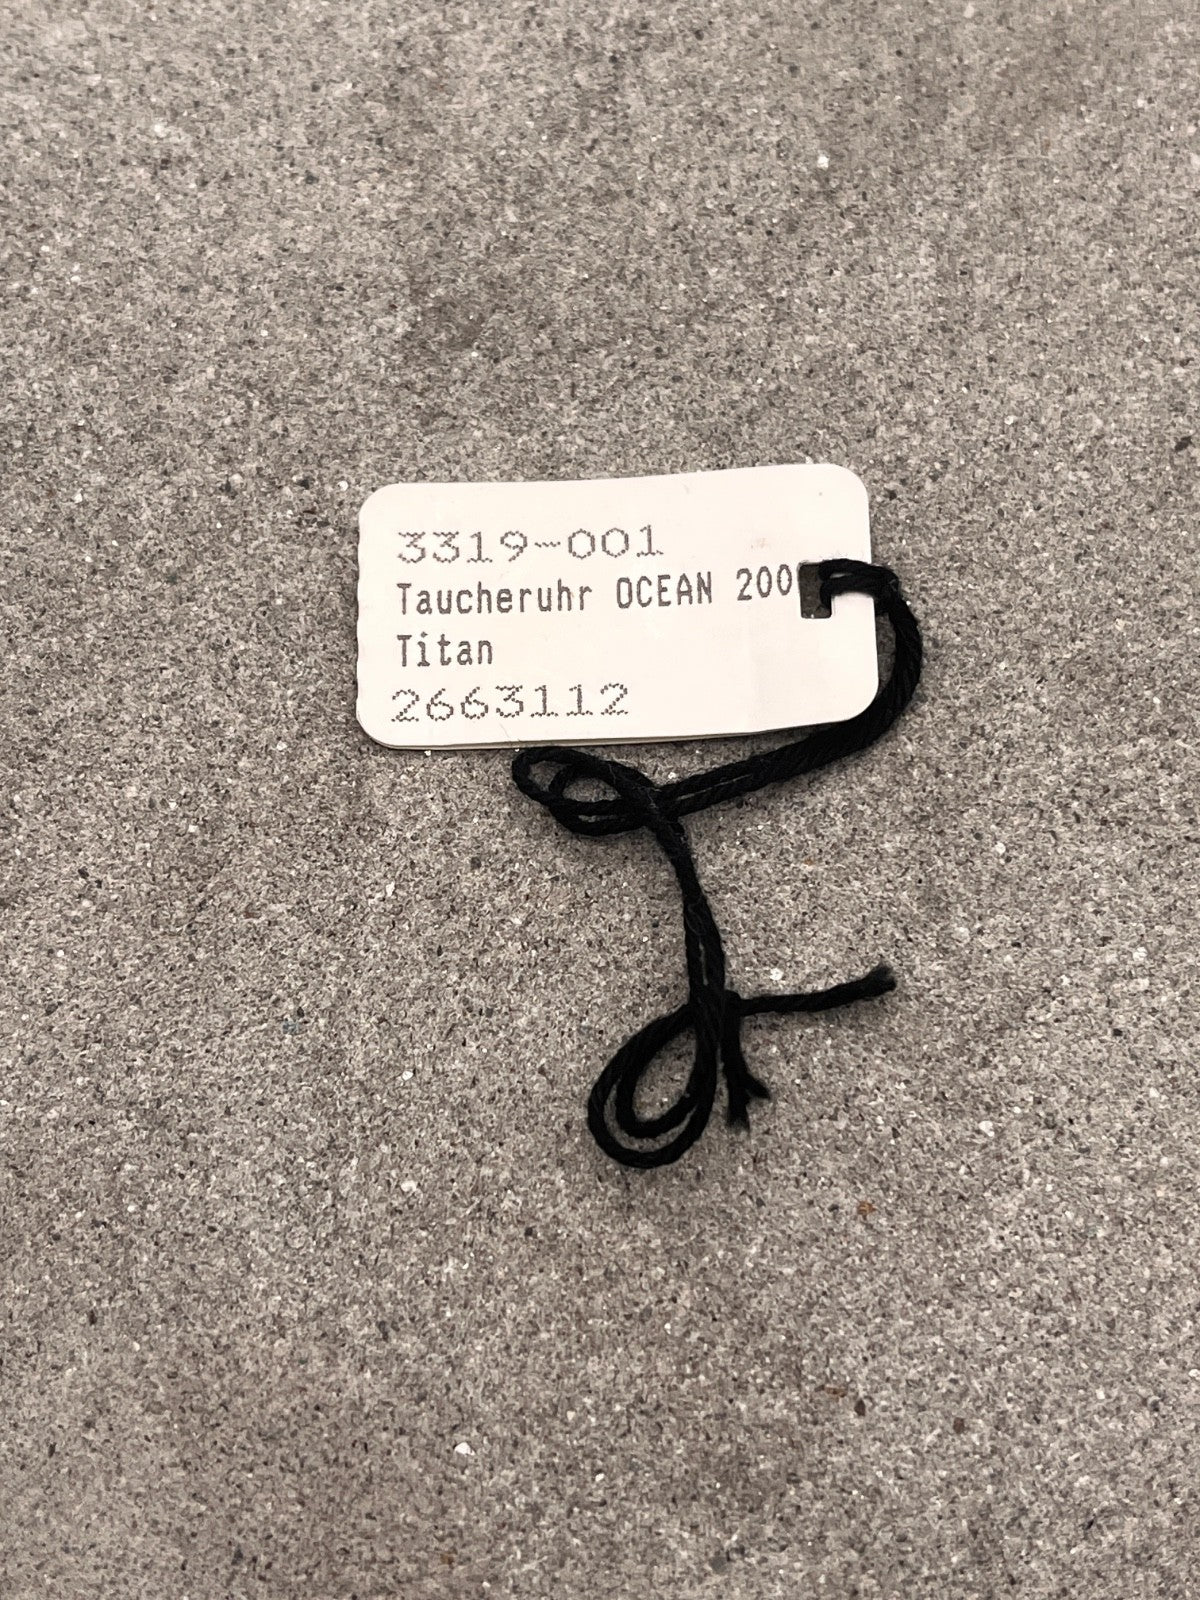 3319-001
Taucheruhr OCEAN 200
Titan
2663112